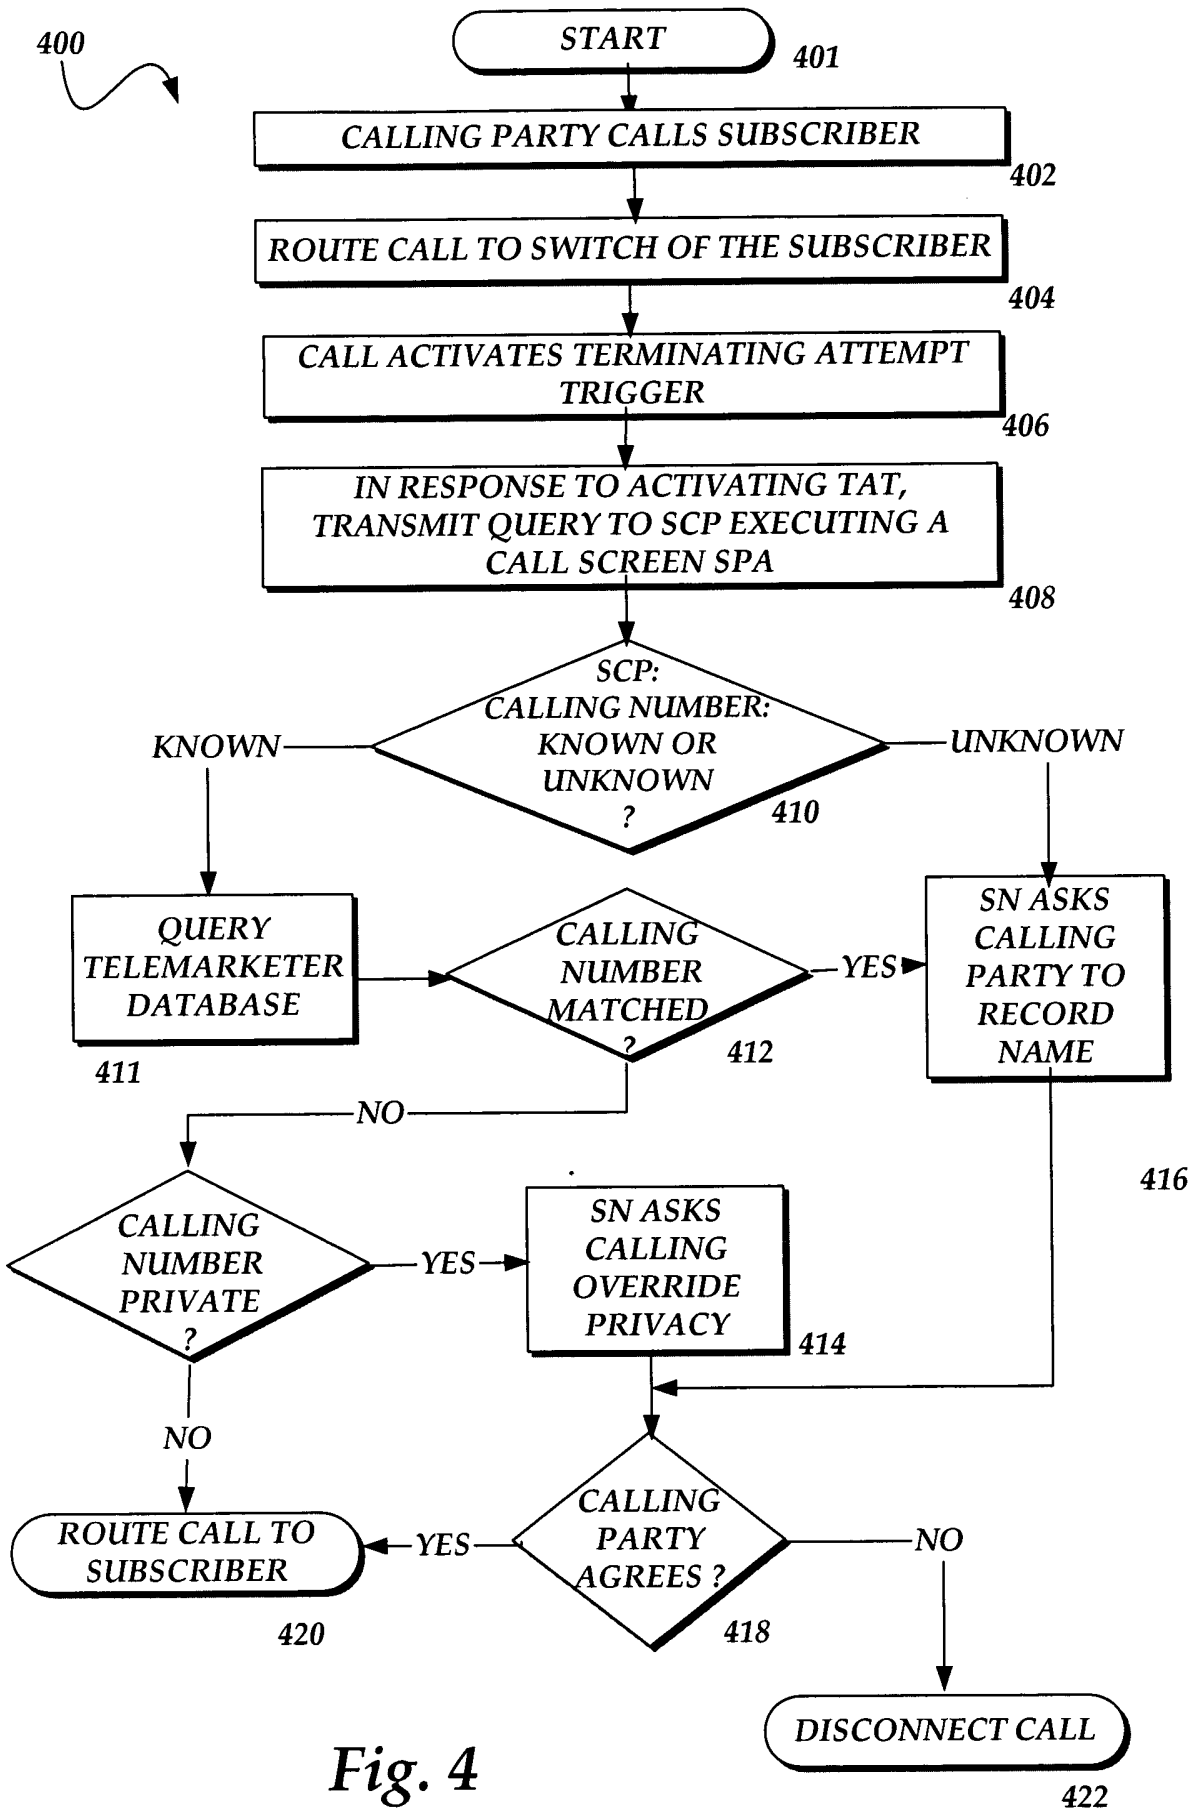 400
START
401
CALLING PARTY CALLS SUBSCRIBER
402
ROUTE CALL TO SWITCH OF THE SUBSCRIBER
404
CALL ACTIVATES TERMINATING ATTEMPT
TRIGGER
406
IN RESPONSE TO ACTIVATING TAT,
TRANSMIT QUERY TO SCP EXECUTING A
CALL SCREEN SPA
408
SCP:
CALLING NUMBER:
KNOWN OR
UNKNOWN
?
410
KNOWN
UNKNOWN
QUERY
TELEMARKETER
DATABASE
411
CALLING
NUMBER
MATCHED
?
412
YES
SN ASKS
CALLING
PARTY TO
RECORD
NAME
416
NO
CALLING
NUMBER
PRIVATE
?
YES
SN ASKS
CALLING
OVERRIDE
PRIVACY
414
NO
ROUTE CALL TO
SUBSCRIBER
420
YES
CALLING
PARTY
AGREES ?
418
NO
DISCONNECT CALL
422
Fig. 4